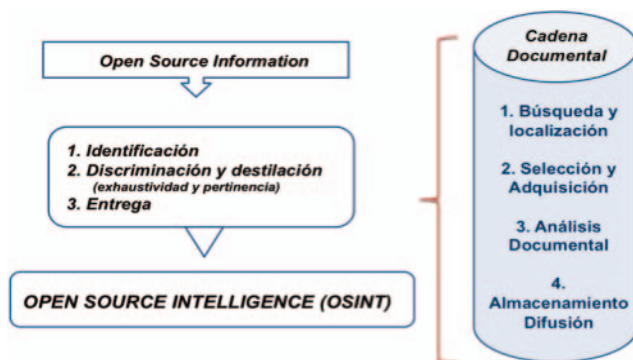 Open Source Information
1. Identificación
2. Discriminación y destilación
(exhaustividad y pertinencia)
3. Entrega
OPEN SOURCE INTELLIGENCE (OSINT)
Cadena
Documental
1. Búsqueda y
localización
2. Selección y
Adquisición
3. Análisis
Documental
4.
Almacenamiento
Difusión